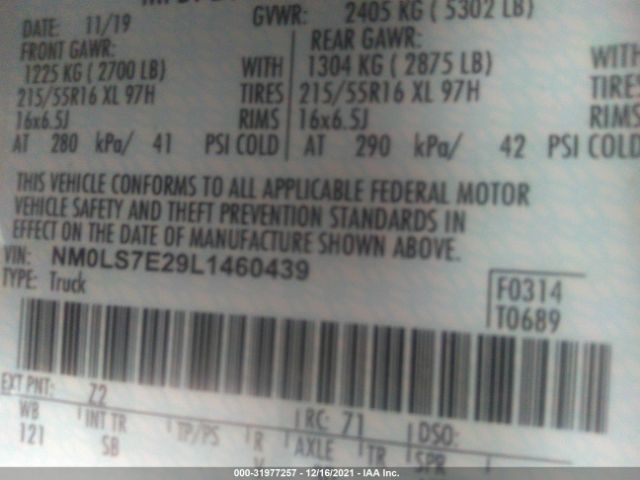 DATE: 11/19 GVWR: 2405 KG ( 5302 LB)
FRONT GAWR: REAR GAWR:
1225 KG ( 2700 LB) WITH 1304 KG ( 2875 LB) WITH
215/55R16 XL 97H TIRES 215/55R16 XL 97H TIRES
16x6.5J RIMS 16x6.5J RIMS
AT 280 kPa/ 41 PSI COLD AT 290 kPa/ 42 PSI COLD
THIS VEHICLE CONFORMS TO ALL APPLICABLE FEDERAL MOTOR
VEHICLE SAFETY AND THEFT PREVENTION STANDARDS IN
EFFECT ON THE DATE OF MANUFACTURE SHOWN ABOVE.
VIN: NM0LS7E29L1460439
TYPE: Truck
F0314
T0689
EXT PNT: Z2 RC: 71 DSO:
WB INT TR TP/PS R AXLE TR SPR
121 SB
000-31977257 - 12/16/2021 - IAA Inc.